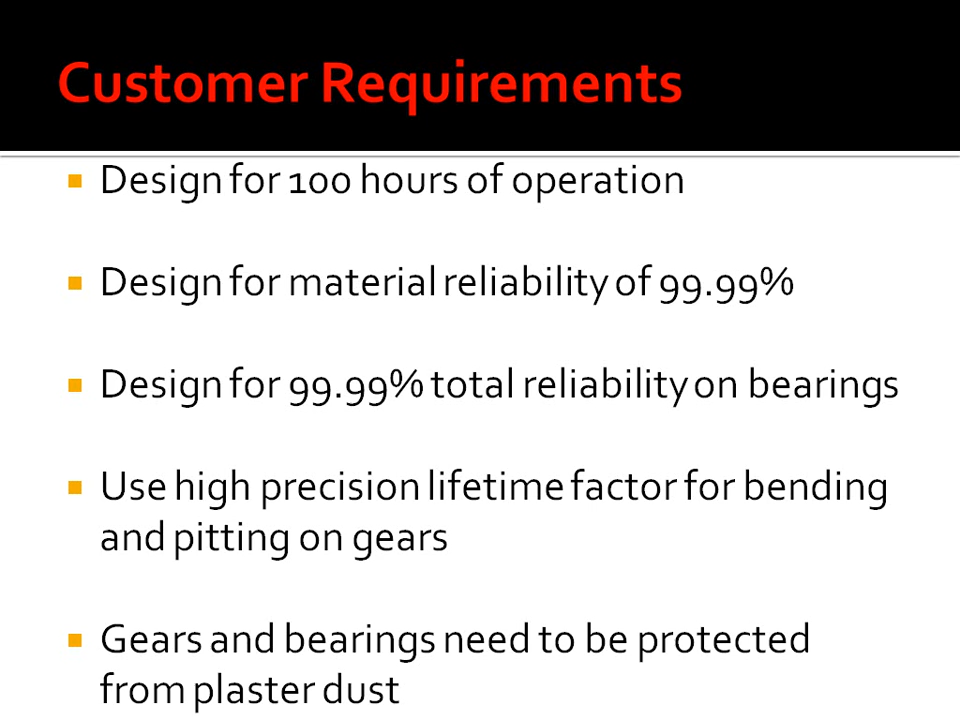 Customer Requirements
Design for 100 hours of operation
Design for material reliability of 99.99%
Design for 99.99% total reliability on bearings
Use high precision lifetime factor for bending
and pitting on gears
Gears and bearings need to be protected
from plaster dust